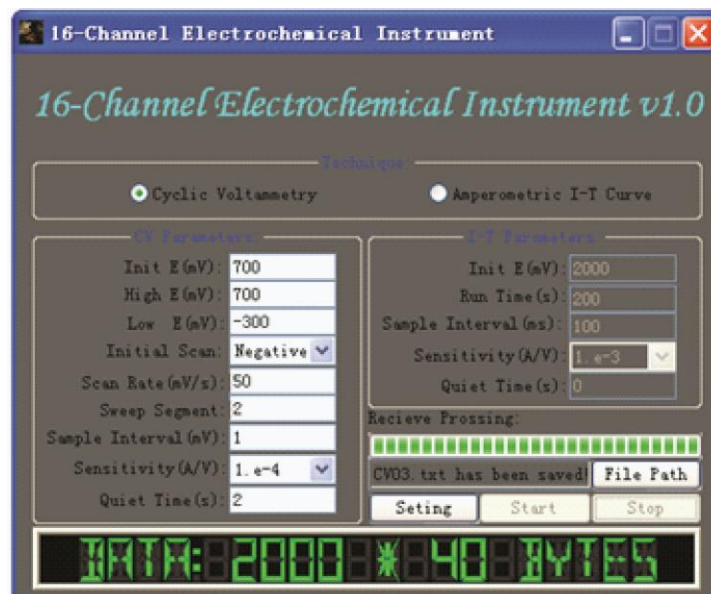 16-Channel Electrochemical Instrument
16-Channel Electrochemical Instrument v1.0
Technique:
Cyclic Voltammetry
Amperometric I-T Curve
CV Parameters:
Init E(mV): 700
High E(mV): 700
Low E(mV): -300
Initial Scan: Negative
Scan Rate(mV/s): 50
Sweep Segment: 2
Sample Interval(mV): 1
Sensitivity(A/V): 1.e-4
Quiet Time(s): 2
I-T Parameters:
Init E(mV): 2000
Run Time(s): 200
Sample Interval(ms): 100
Sensitivity(A/V): 1.e-3
Quiet Time(s): 0
Recieve Prossing:
CV03.txt has been saved! File Path
Seting Start Stop
DATA: 2000 * 40 BYTES